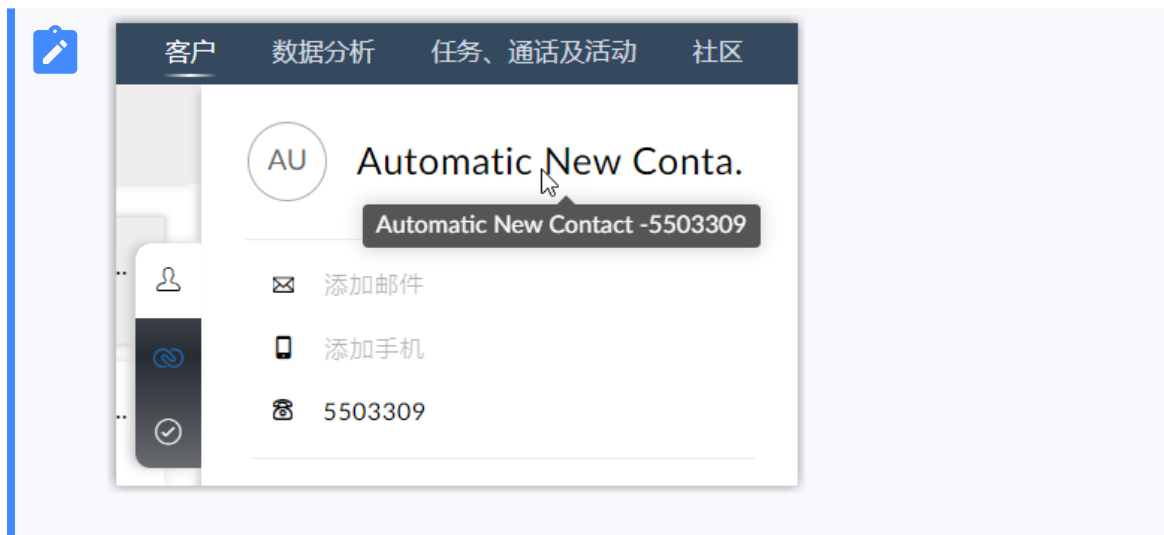 客户 数据分析 任务、通话及活动 社区
AU Automatic New Conta.
Automatic New Contact -5503309
..
添加邮件
添加手机
5503309
..